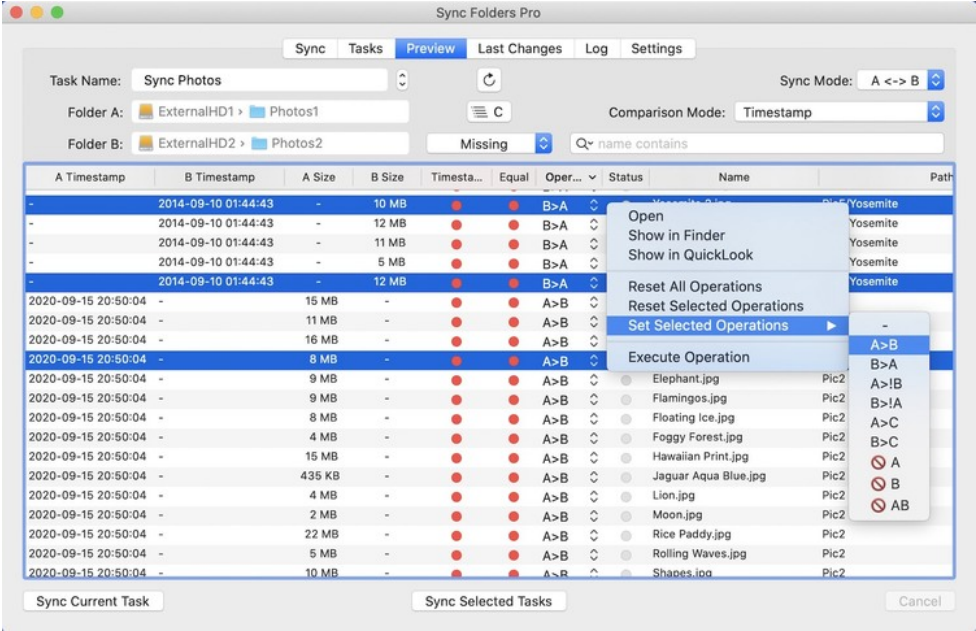 Sync Folders Pro
Sync Tasks Preview Last Changes Log Settings
Task Name: Sync Photos Sync Mode: A <-> B
Folder A: ExternalHD1 › Photos1 C Comparison Mode: Timestamp
Folder B: ExternalHD2 › Photos2 Missing name contains
A Timestamp B Timestamp A Size B Size Timesta... Equal Oper... Status Name Path
- 2014-09-10 01:44:43 - 10 MB B>A /Yosemite
- 2014-09-10 01:44:43 - 12 MB B>A Yosemite
- 2014-09-10 01:44:43 - 11 MB B>A Yosemite
- 2014-09-10 01:44:43 - 5 MB B>A Yosemite
- 2014-09-10 01:44:43 - 12 MB B>A Yosemite
2020-09-15 20:50:04 - 15 MB - A>B
2020-09-15 20:50:04 - 11 MB - A>B
2020-09-15 20:50:04 - 16 MB - A>B
2020-09-15 20:50:04 - 8 MB - A>B
2020-09-15 20:50:04 - 9 MB - A>B Elephant.jpg Pic2
2020-09-15 20:50:04 - 9 MB - A>B Flamingos.jpg Pic2
2020-09-15 20:50:04 - 8 MB - A>B Floating Ice.jpg Pic2
2020-09-15 20:50:04 - 4 MB - A>B Foggy Forest.jpg Pic2
2020-09-15 20:50:04 - 15 MB - A>B Hawaiian Print.jpg Pic2
2020-09-15 20:50:04 - 435 KB - A>B Jaguar Aqua Blue.jpg Pic2
2020-09-15 20:50:04 - 4 MB - A>B Lion.jpg Pic2
2020-09-15 20:50:04 - 2 MB - A>B Moon.jpg Pic2
2020-09-15 20:50:04 - 22 MB - A>B Rice Paddy.jpg Pic2
2020-09-15 20:50:04 - 5 MB - A>B Rolling Waves.jpg Pic2
2020-09-15 20:50:04 - 10 MB - A>B Shapes.jpg Pic2
Open
Show in Finder
Show in QuickLook
Reset All Operations
Reset Selected Operations
Set Selected Operations
Execute Operation
-
A>B
B>A
A>!B
B>!A
A>C
B>C
A
B
AB
Sync Current Task Sync Selected Tasks Cancel